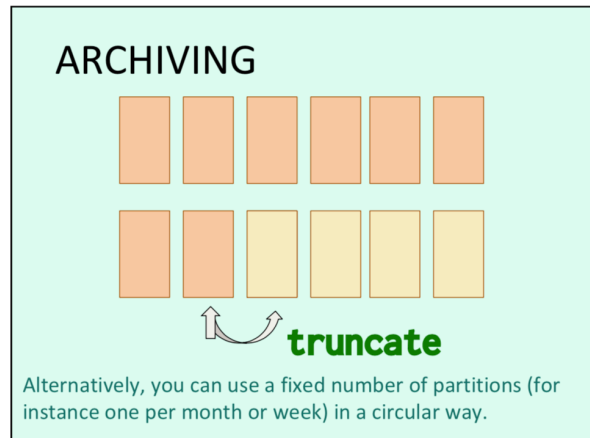 ARCHIVING
truncate
Alternatively, you can use a fixed number of partitions (for
instance one per month or week) in a circular way.